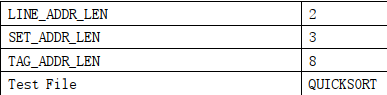 LINE_ADDR_LEN 2
SET_ADDR_LEN 3
TAG_ADDR_LEN 8
Test File QUICKSORT